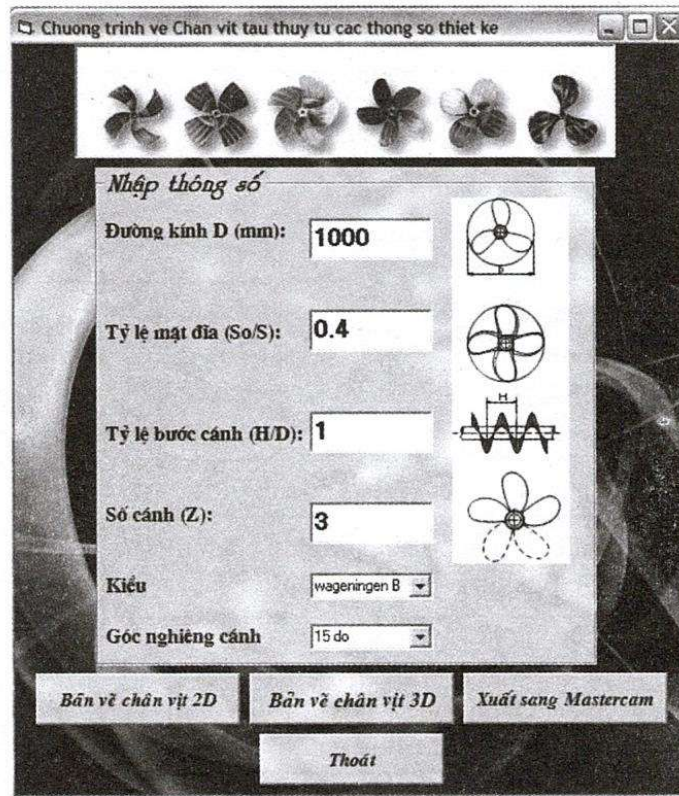 Chuong trinh ve Chan vit tau thuy tu cac thong so thiet ke
Nhập thông số
Đường kính D (mm):
1000
D
Tỷ lệ mặt đĩa (So/S):
0.4
H
Tỷ lệ bước cánh (H/D):
1
Số cánh (Z):
3
Kiểu
wageningen B
Góc nghiêng cánh
15 do
Bản vẽ chân vịt 2D
Bản vẽ chân vịt 3D
Xuất sang Mastercam
Thoát